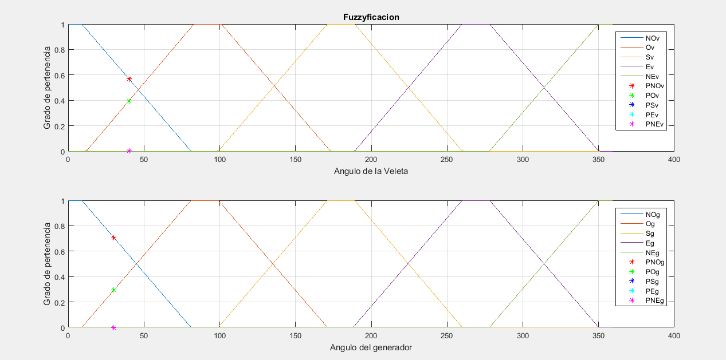 Fuzzyficacion
1
0.8
0.6
0.4
0.2
0
Grado de pertenencia
0 50 100 150 200 250 300 350 400
Angulo de la Veleta
NOv
Ov
Sv
Ev
NEv
PNOv
POv
PSv
PEv
PNEv
1
0.8
0.6
0.4
0.2
0
Grado de pertenencia
0 50 100 150 200 250 300 350 400
Angulo del generador
NOg
Og
Sg
Eg
NEg
PNOg
POg
PSg
PEg
PNEg